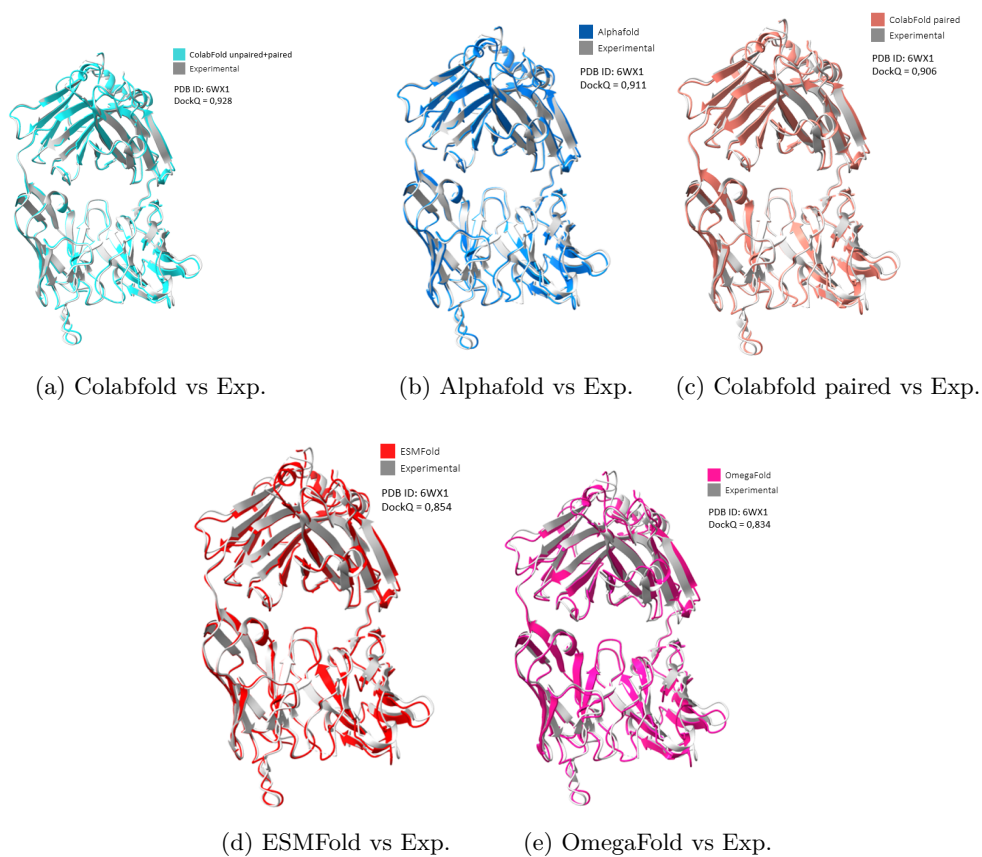 ColabFold unpaired+paired
Experimental
PDB ID: 6WX1
DockQ = 0,928
Alphafold
Experimental
PDB ID: 6WX1
DockQ = 0,911
ColabFold paired
Experimental
PDB ID: 6WX1
DockQ = 0,906
(a) Colabfold vs Exp.
(b) Alphafold vs Exp.
(c) Colabfold paired vs Exp.
ESMFold
Experimental
PDB ID: 6WX1
DockQ = 0,854
OmegaFold
Experimental
PDB ID: 6WX1
DockQ = 0,834
(d) ESMFold vs Exp.
(e) OmegaFold vs Exp.